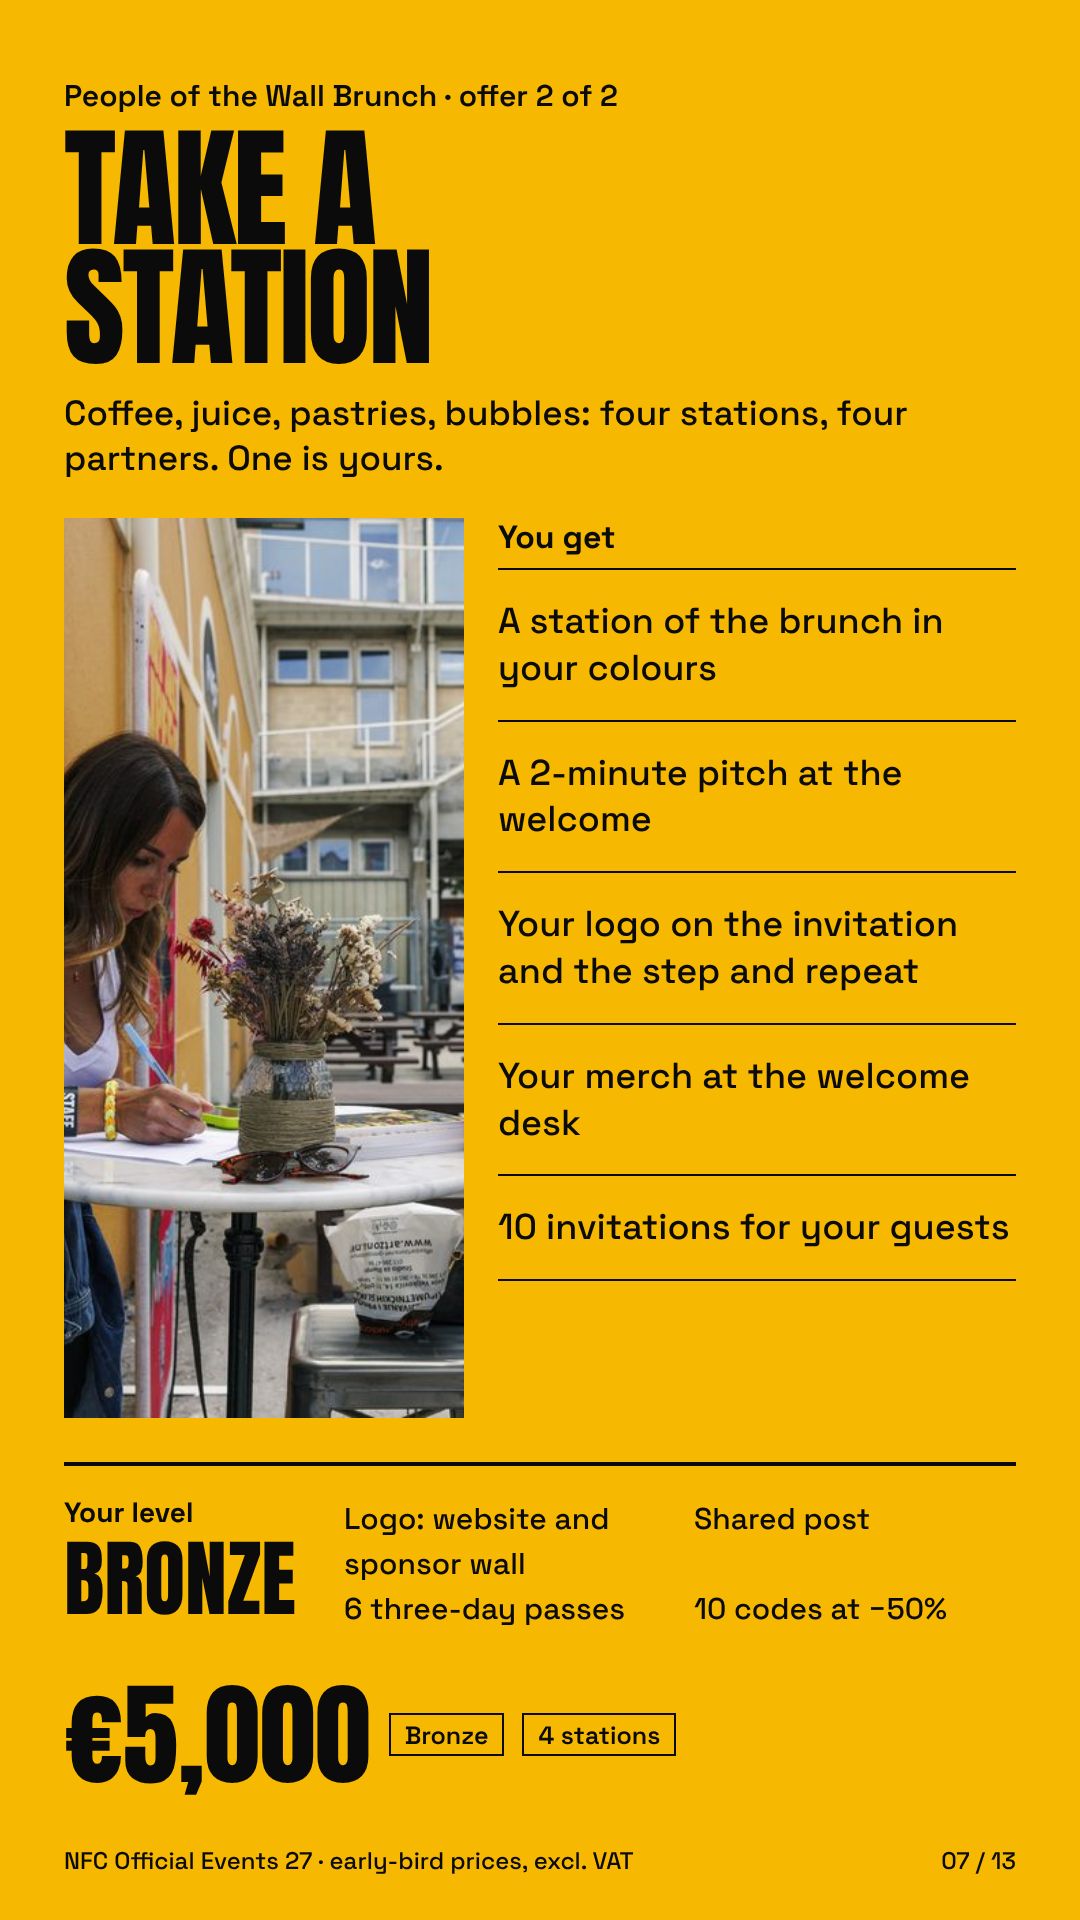 People of the Wall Brunch · offer 2 of 2
TAKE A
STATION
Coffee, juice, pastries, bubbles: four stations, four
partners. One is yours.
You get
A station of the brunch in
your colours
A 2-minute pitch at the
welcome
Your logo on the invitation
and the step and repeat
Your merch at the welcome
desk
10 invitations for your guests
STAFF
www.artzoni.
Your level
BRONZE
Logo: website and
sponsor wall
6 three-day passes
Shared post
10 codes at −50%
€5,000
Bronze
4 stations
NFC Official Events 27 · early-bird prices, excl. VAT
07 / 13